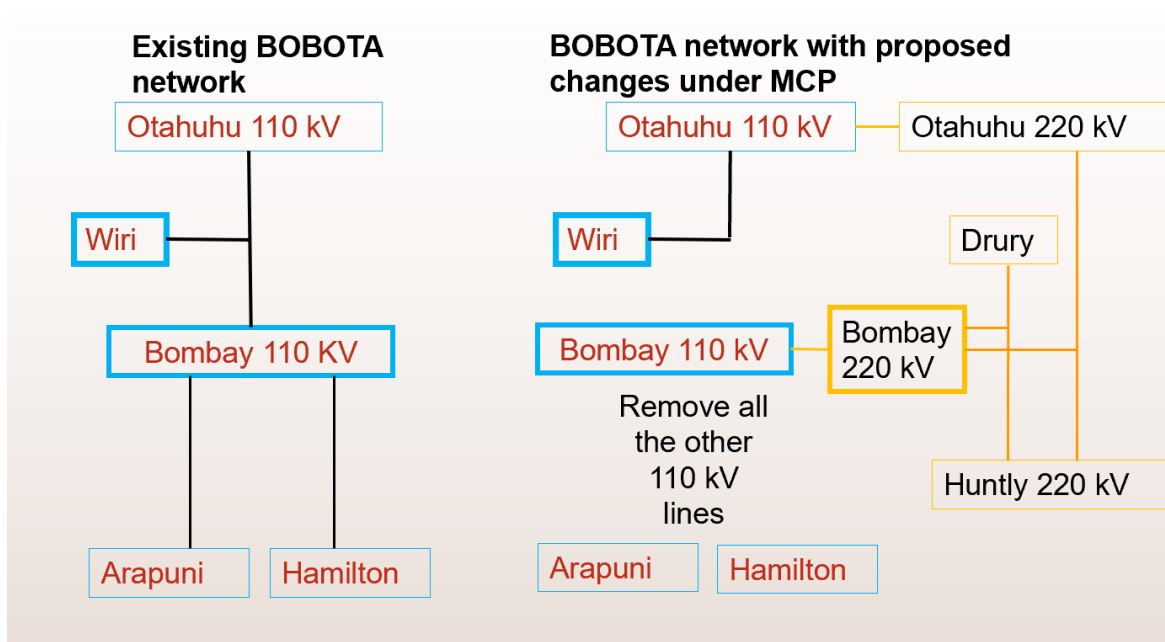 Existing BOBOTA
network
Otahuhu 110 kV
Wiri
Bombay 110 KV
Arapuni
Hamilton
BOBOTA network with proposed
changes under MCP
Otahuhu 110 kV
Otahuhu 220 kV
Wiri
Drury
Bombay 110 kV
Bombay
220 kV
Remove all
the other
110 kV
lines
Huntly 220 kV
Arapuni
Hamilton